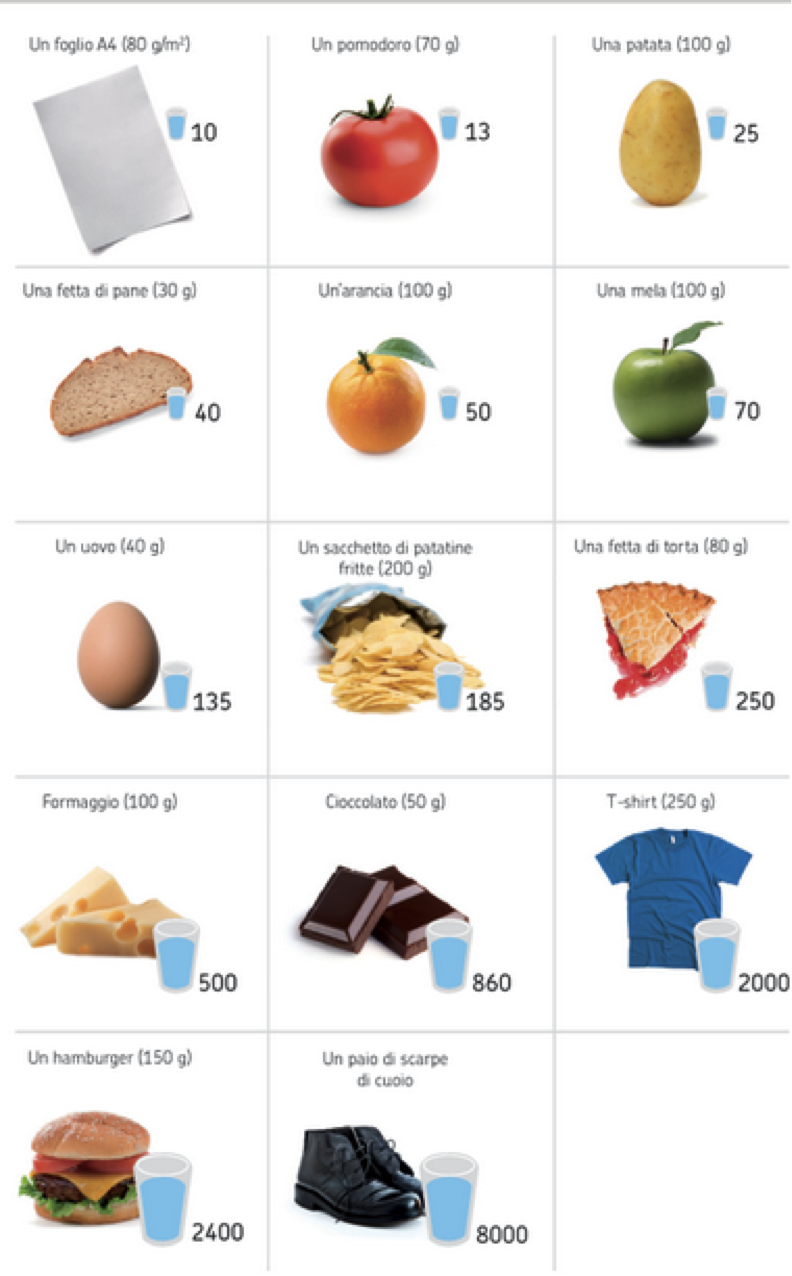 Un foglio A4 (80 g/m²)
10
Un pomodoro (70 g)
13
Una patata (100 g)
25
Una fetta di pane (30 g)
40
Un'arancia (100 g)
50
Una mela (100 g)
70
Un uovo (40 g)
135
Un sacchetto di patatine
fritte (200 g)
185
Una fetta di torta (80 g)
250
Formaggio (100 g)
500
Cioccolato (50 g)
860
T-shirt (250 g)
2000
Un hamburger (150 g)
2400
Un paio di scarpe
di cuoio
8000